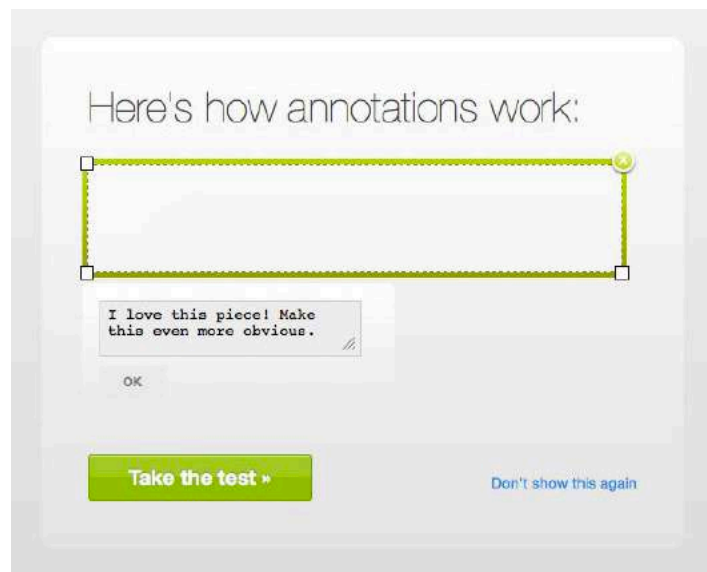 Here's how annotations work:
x
I love this piece! Make
this even more obvious.
OK
Take the test »
Don't show this again